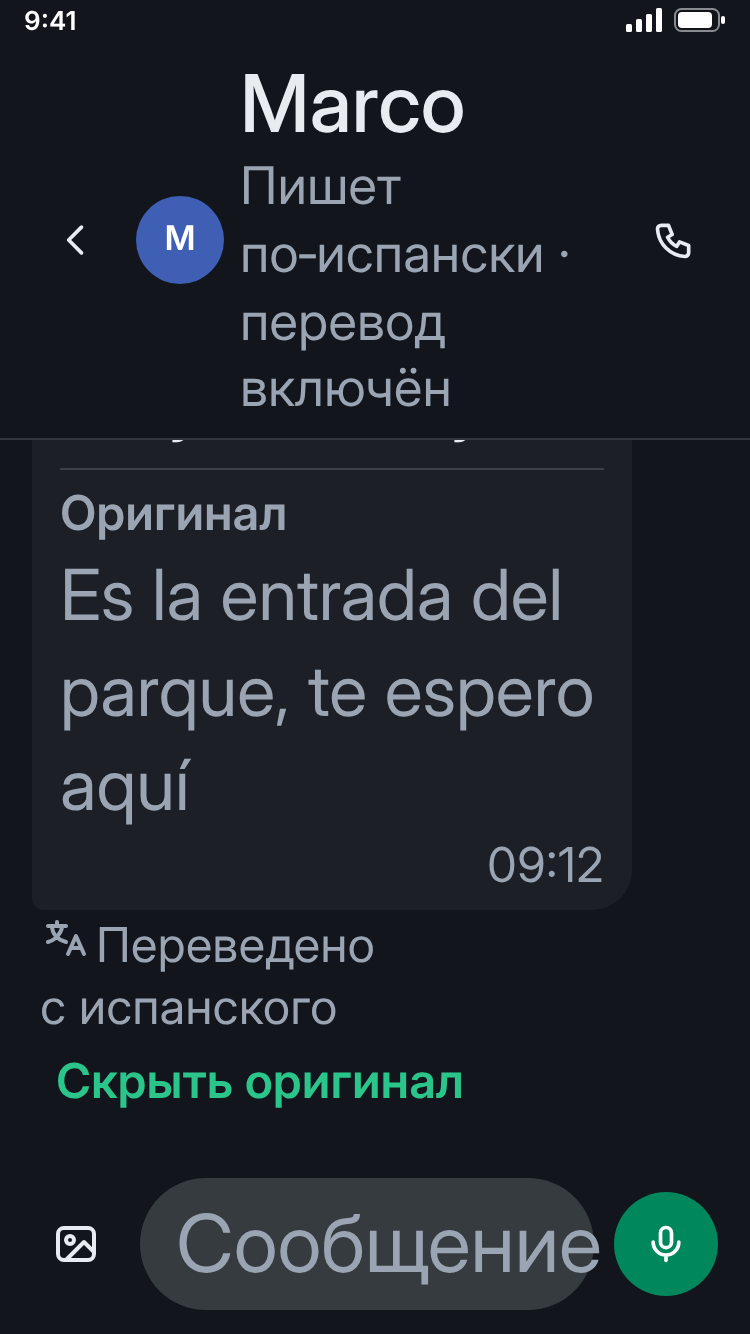 9:41
Marco
M
Пишет
по-испански ·
перевод
включён
Оригинал
Es la entrada del
parque, te espero
aquí
09:12
Переведено
с испанского
Скрыть оригинал
Сообщение